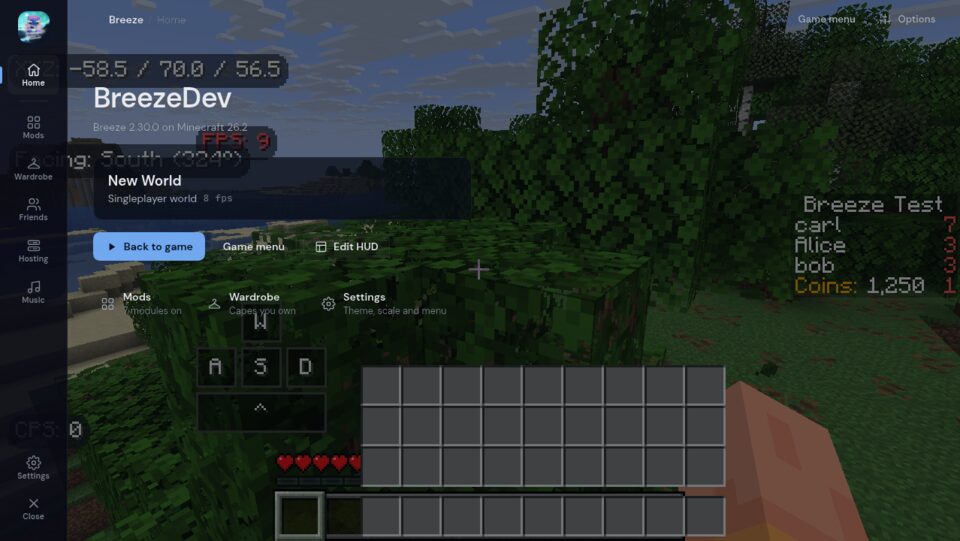 Breeze / Home
Game menu
Options
XYZ: -58.5 / 70.0 / 56.5
Home
BreezeDev
Breeze 2.30.0 on Minecraft 26.2
FPS: 9
Facing: South (324°)
Mods
Wardrobe
Friends
Hosting
Music
Settings
Close
New World
Singleplayer world 8 fps
Back to game
Game menu
Edit HUD
Mods
7 modules on
Wardrobe
Capes you own
Settings
Theme, scale and menu
W
A S D
^
CPS: 0
Breeze Test
carl 7
Alice 3
bob 3
Coins: 1,250 1